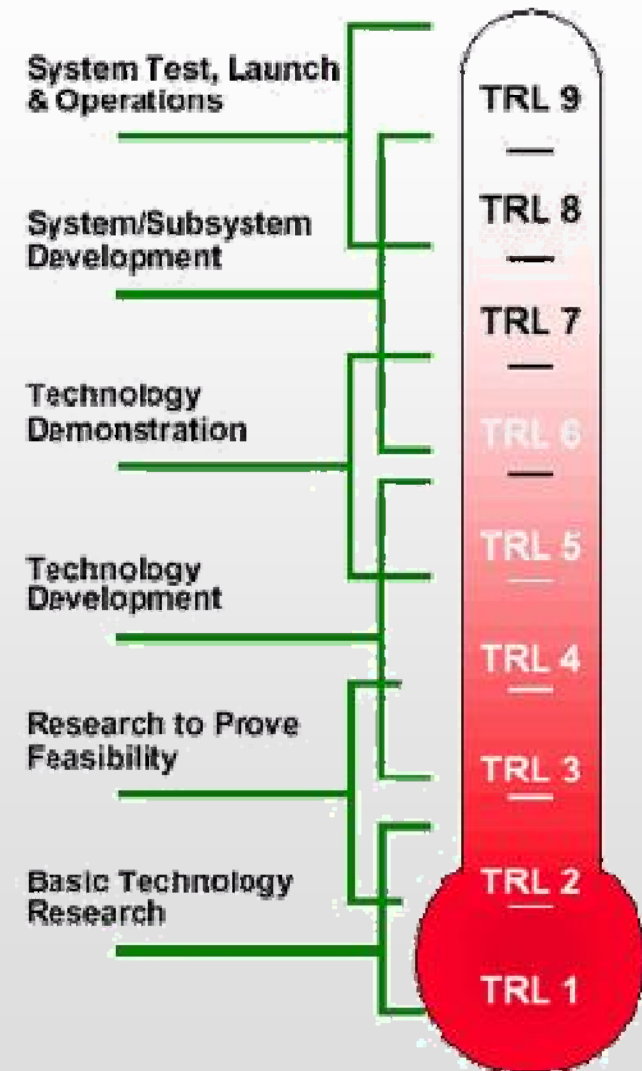 System Test, Launch
& Operations
System/Subsystem
Development
Technology
Demonstration
Technology
Development
Research to Prove
Feasibility
Basic Technology
Research
TRL 9
TRL 8
TRL 7
TRL 6
TRL 5
TRL 4
TRL 3
TRL 2
TRL 1